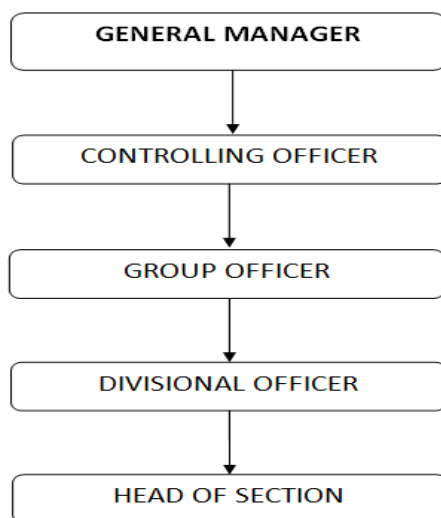 GENERAL MANAGER
CONTROLLING OFFICER
GROUP OFFICER
DIVISIONAL OFFICER
HEAD OF SECTION